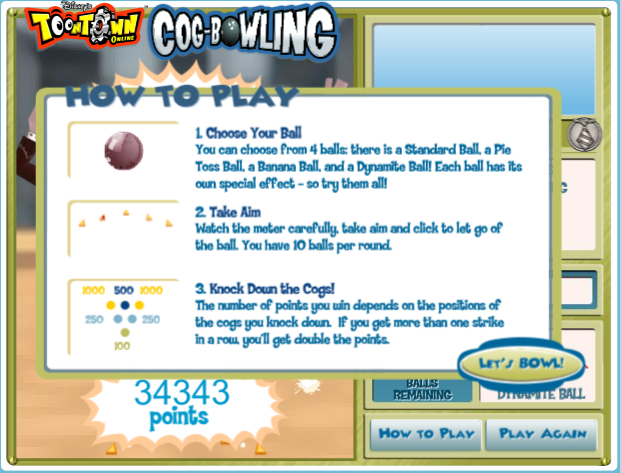 Disney's
TOONTOWN
ONLINE
COG-BOWLING
HOW TO PLAY
1. Choose Your Ball
You can choose from 4 balls: there is a Standard Ball, a Pie
Toss Ball, a Banana Ball, and a Dynamite Ball! Each ball has its
own special effect - so try them all!
2. Take Aim
Watch the meter carefully, take aim and click to let go of
the ball. You have 10 balls per round.
1000 500 1000
250 250
100
3. Knock Down the Cogs!
The number of points you win depends on the positions of
the cogs you knock down. If you get more than one strike
in a row, you'll get double the points.
LET'S BOWL!
34343
points
BALLS
REMAINING
DYNAMITE BALL
HOW TO PLAY
PLAY AGAIN